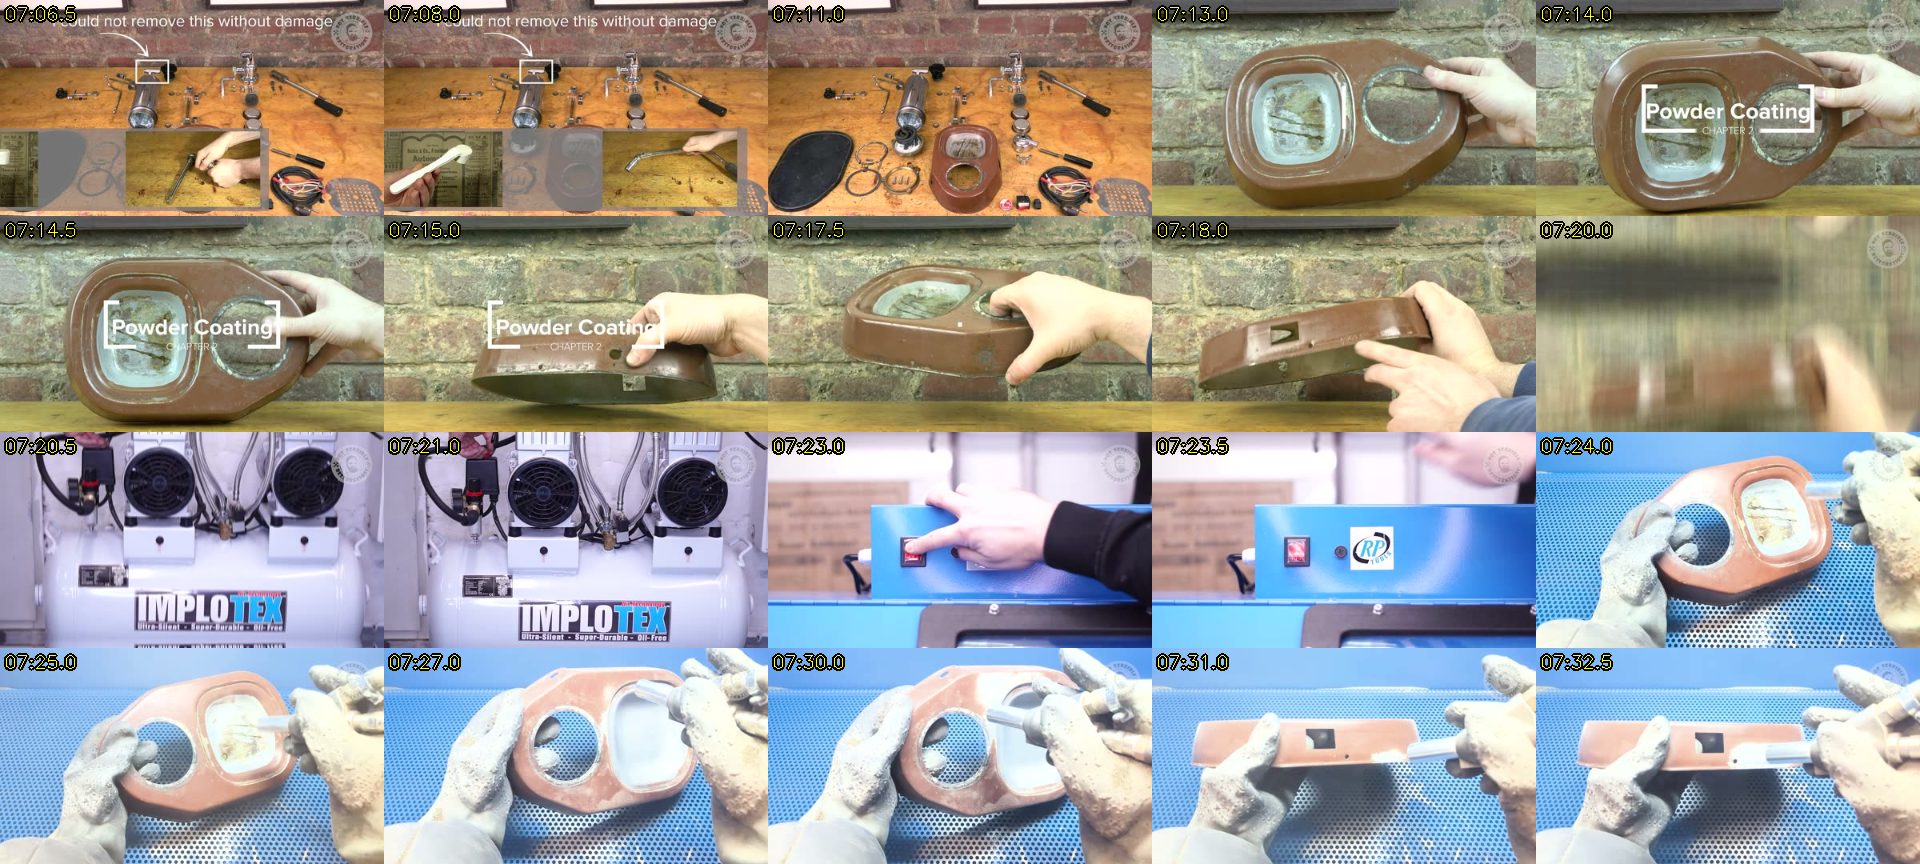 07:06.5
could not remove this without damage
07:08.0
could not remove this without damage
07:11.0
07:13.0
07:14.0
Powder Coating
CHAPTER 2
07:14.5
Powder Coating
CHAPTER 2
07:15.0
Powder Coating
CHAPTER 2
07:17.5
07:18.0
07:20.0
07:20.5
IMPLOTEX
Ultra-Silent - Super-Durable - Oil-Free
07:21.0
IMPLOTEX
Ultra-Silent - Super-Durable - Oil-Free
07:23.0
07:23.5
RP
TOOLS
07:24.0
07:25.0
07:27.0
07:30.0
07:31.0
07:32.5